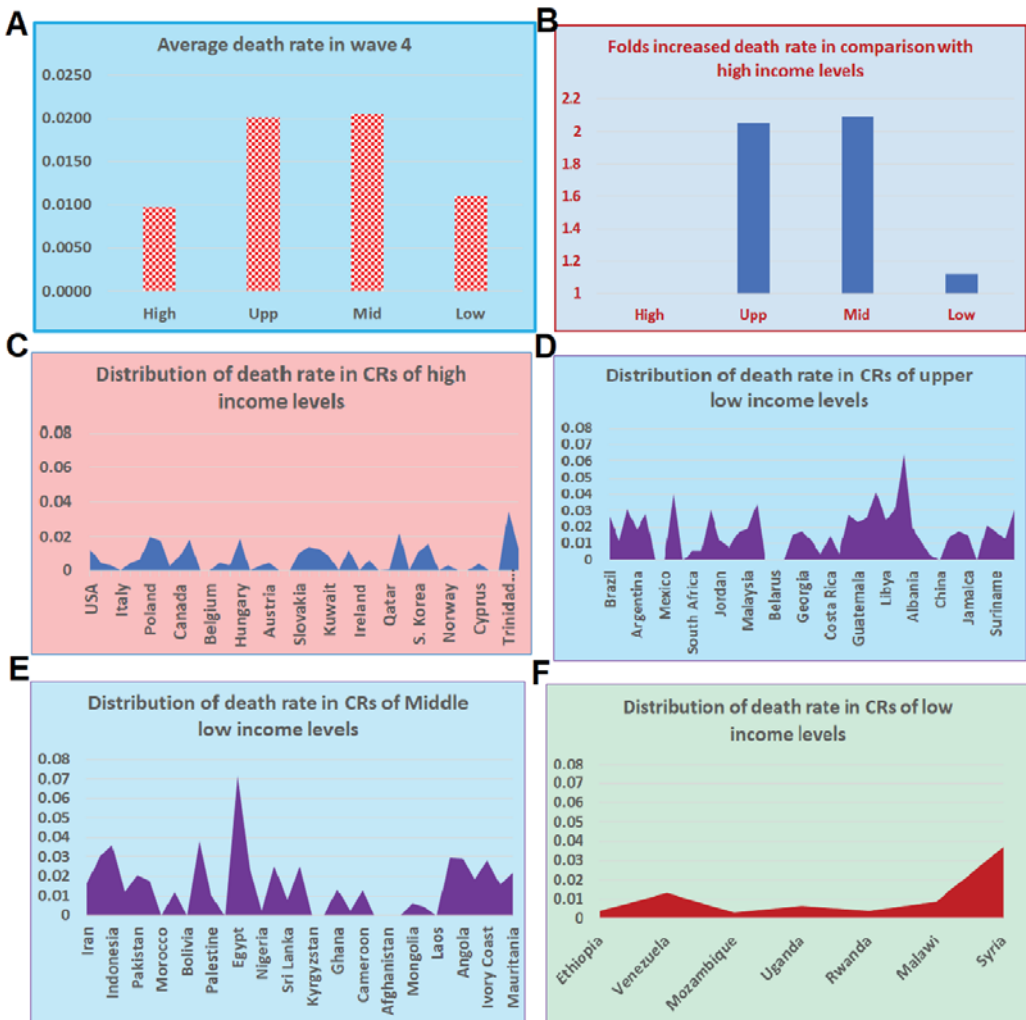 A
Average death rate in wave 4
0.0250
0.0200
0.0150
0.0100
0.0050
0.0000
High Upp Mid Low
B
Folds increased death rate in comparison with
high income levels
2.2
2
1.8
1.6
1.4
1.2
1
High Upp Mid Low
C
Distribution of death rate in CRs of high
income levels
0.08
0.06
0.04
0.02
0
USA
Italy
Poland
Canada
Belgium
Hungary
Austria
Slovakia
Kuwait
Ireland
Qatar
S. Korea
Norway
Cyprus
Trinidad...
D
Distribution of death rate in CRs of upper
low income levels
0.08
0.07
0.06
0.05
0.04
0.03
0.02
0.01
0
Brazil
Argentina
Mexico
South Africa
Jordan
Malaysia
Belarus
Georgia
Costa Rica
Guatemala
Libya
Albania
China
Jamaica
Suriname
E
Distribution of death rate in CRs of Middle
low income levels
0.08
0.07
0.06
0.05
0.04
0.03
0.02
0.01
0
Iran
Indonesia
Pakistan
Morocco
Bolivia
Palestine
Egypt
Nigeria
Sri Lanka
Kyrgyzstan
Ghana
Cameroon
Afghanistan
Mongolia
Laos
Angola
Ivory Coast
Mauritania
F
Distribution of death rate in CRs of low
income levels
0.08
0.07
0.06
0.05
0.04
0.03
0.02
0.01
0
Ethiopia
Venezuela
Mozambique
Uganda
Rwanda
Malawi
Syria